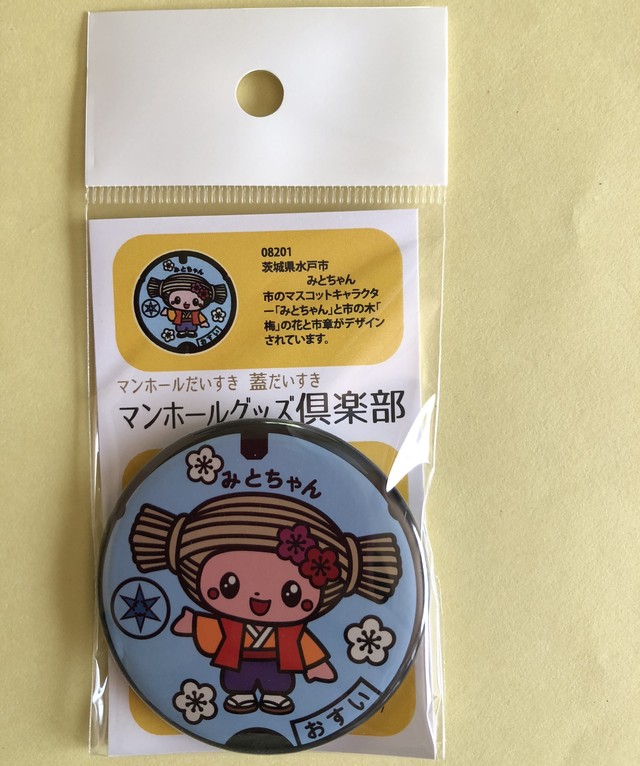 みとちゃん
おすい
08201
茨城県水戸市
みとちゃん
市のマスコットキャラクタ
ー「みとちゃん」と市の木「
梅」の花と市章がデザイン
されています。
マンホールだいすき 蓋だいすき
マンホールグッズ倶楽部
みとちゃん
おすい